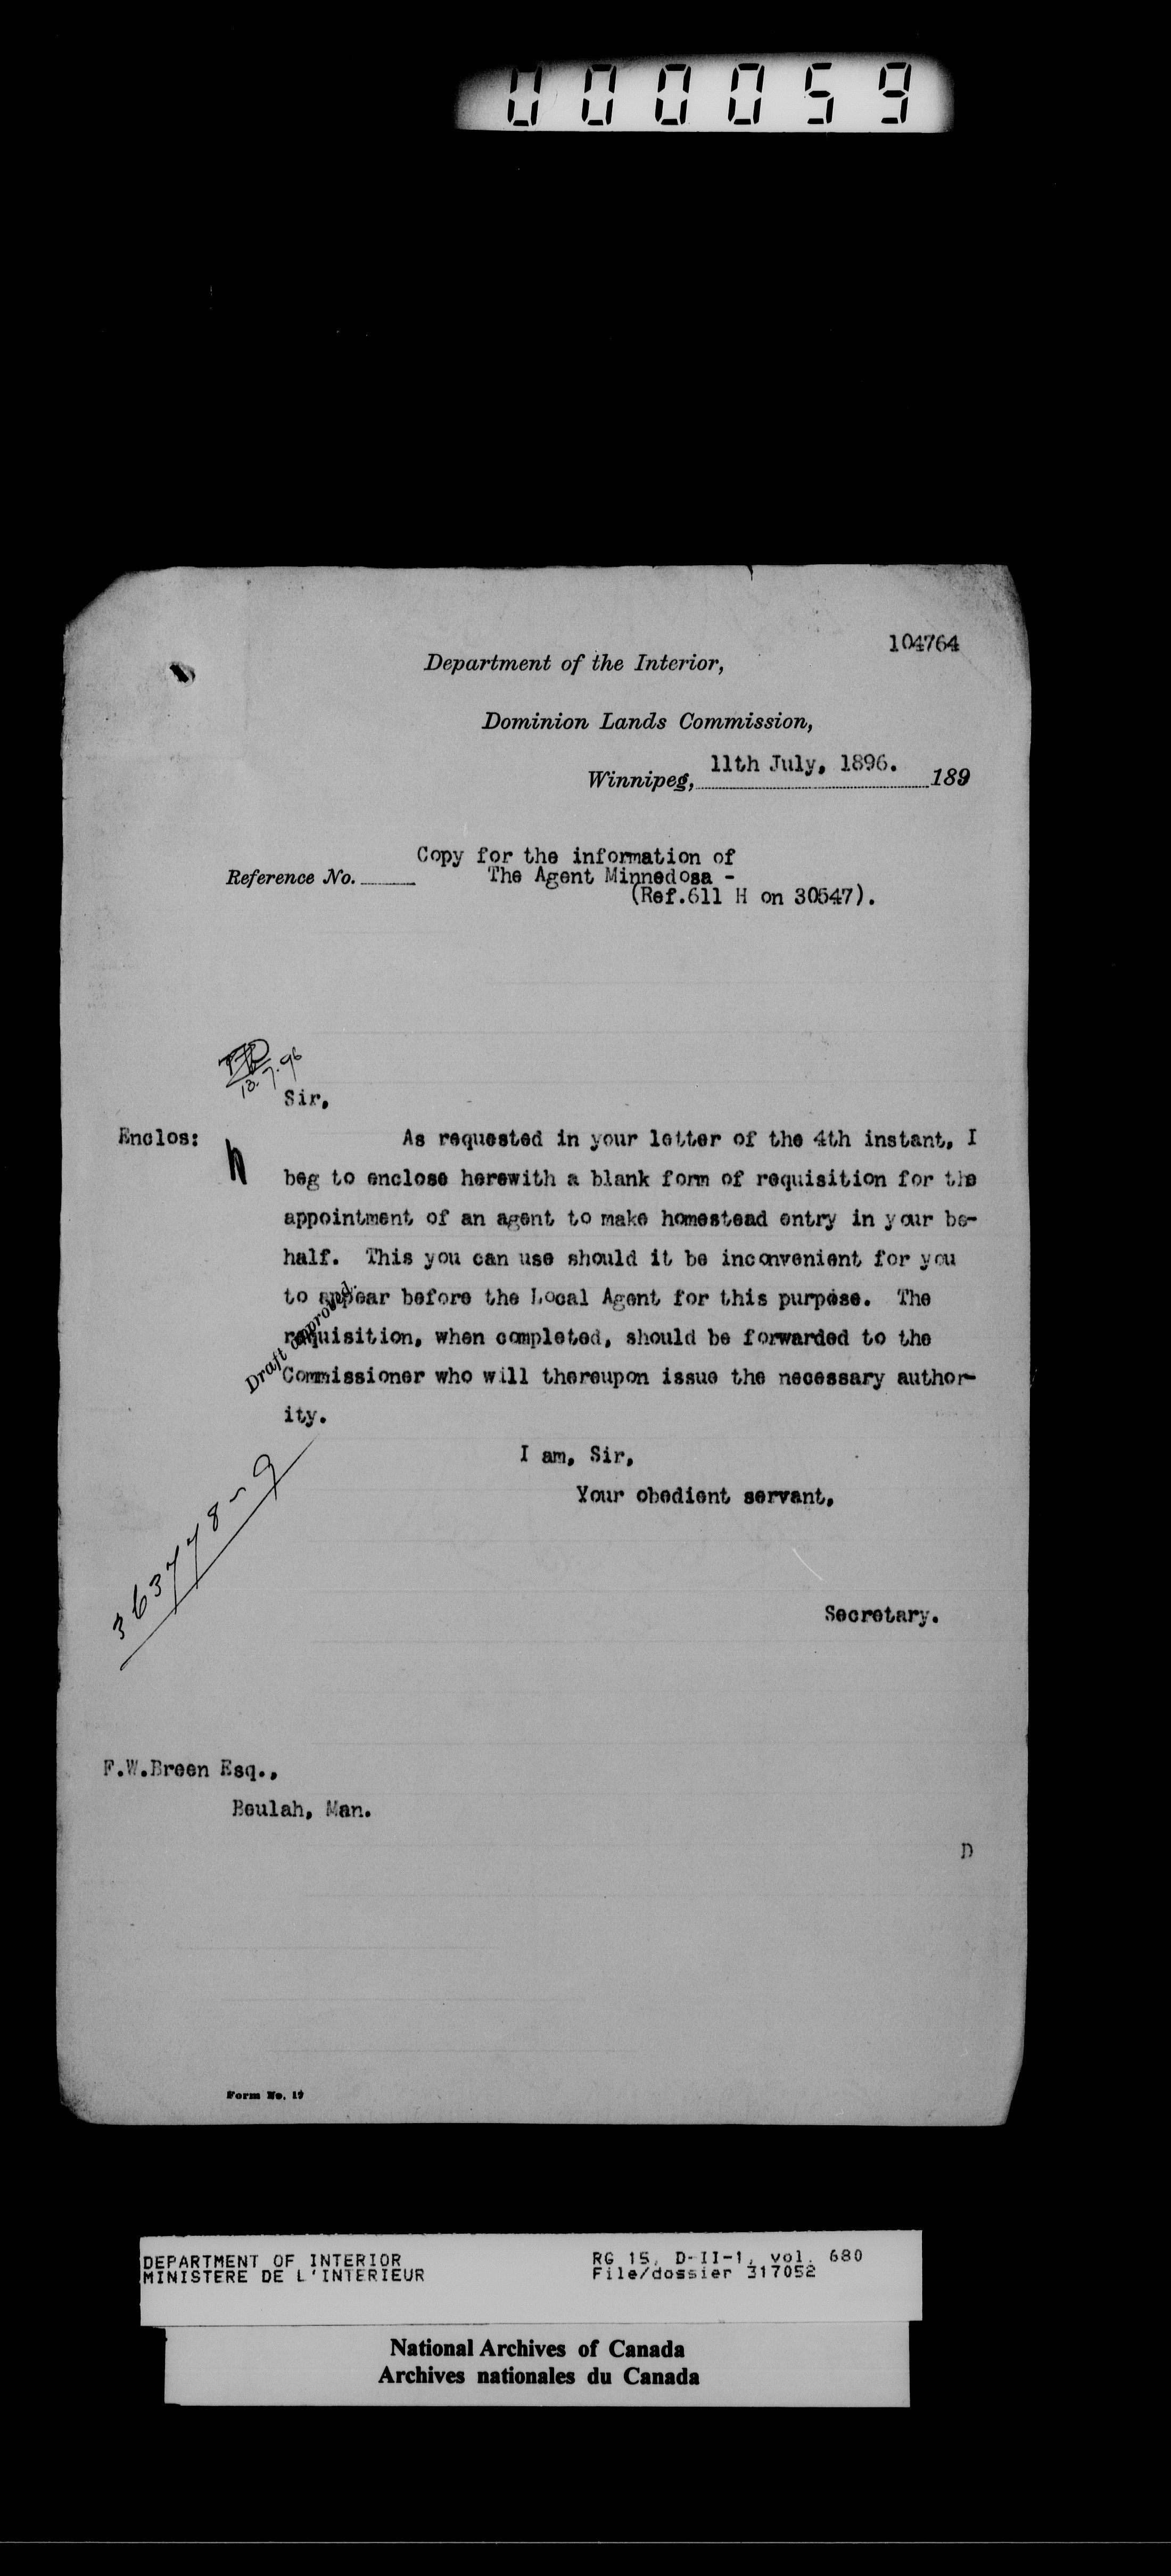 000059
104764
Department of the Interior,
Dominion Lands Commission,
11th July, 1896.
Winnipeg, 189
Copy for the information of
Reference No. The Agent Minnedosa -
(Ref.611 H on 30547).
13.7.96
Sir,
Enclos: As requested in your letter of the 4th instant, I
beg to enclose herewith a blank form of requisition for the
appointment of an agent to make homestead entry in your be-
half. This you can use should it be inconvenient for you
to appear before the Local Agent for this purpose. The
requisition, when completed, should be forwarded to the
Commissioner who will thereupon issue the necessary author-
ity.
Draft approved.
I am, Sir,
Your obedient servant,
363778-9
Secretary.
F.W.Breen Esq.,
Beulah, Man.
D
Form No. 17
DEPARTMENT OF INTERIOR RG 15, D-II-1, vol. 680
MINISTERE DE L'INTERIEUR File/dossier 317052
National Archives of Canada
Archives nationales du Canada